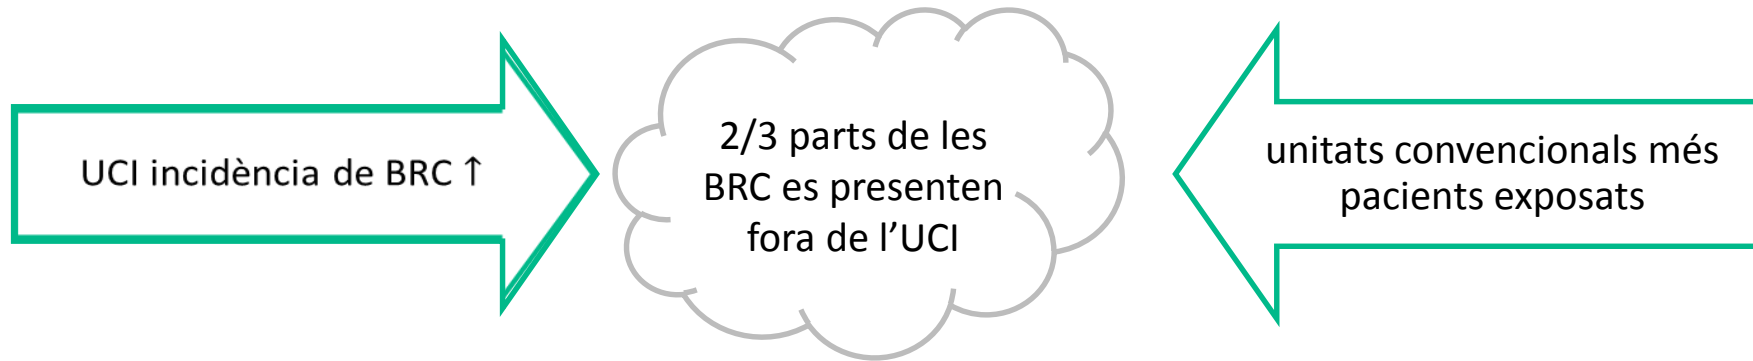 UCI incidència de BRC ↑
2/3 parts de les
BRC es presenten
fora de l’UCI
unitats convencionals més
pacients exposats